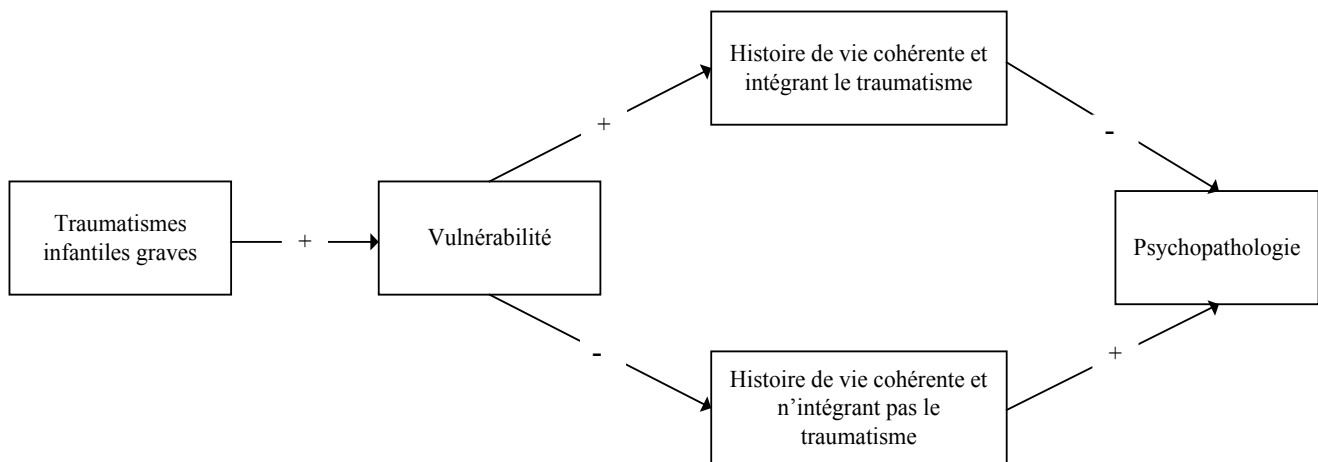 Traumatismes
infantiles graves
+
Vulnérabilité
+
-
Histoire de vie cohérente et
intégrant le traumatisme
Histoire de vie cohérente et
n’intégrant pas le
traumatisme
-
+
Psychopathologie